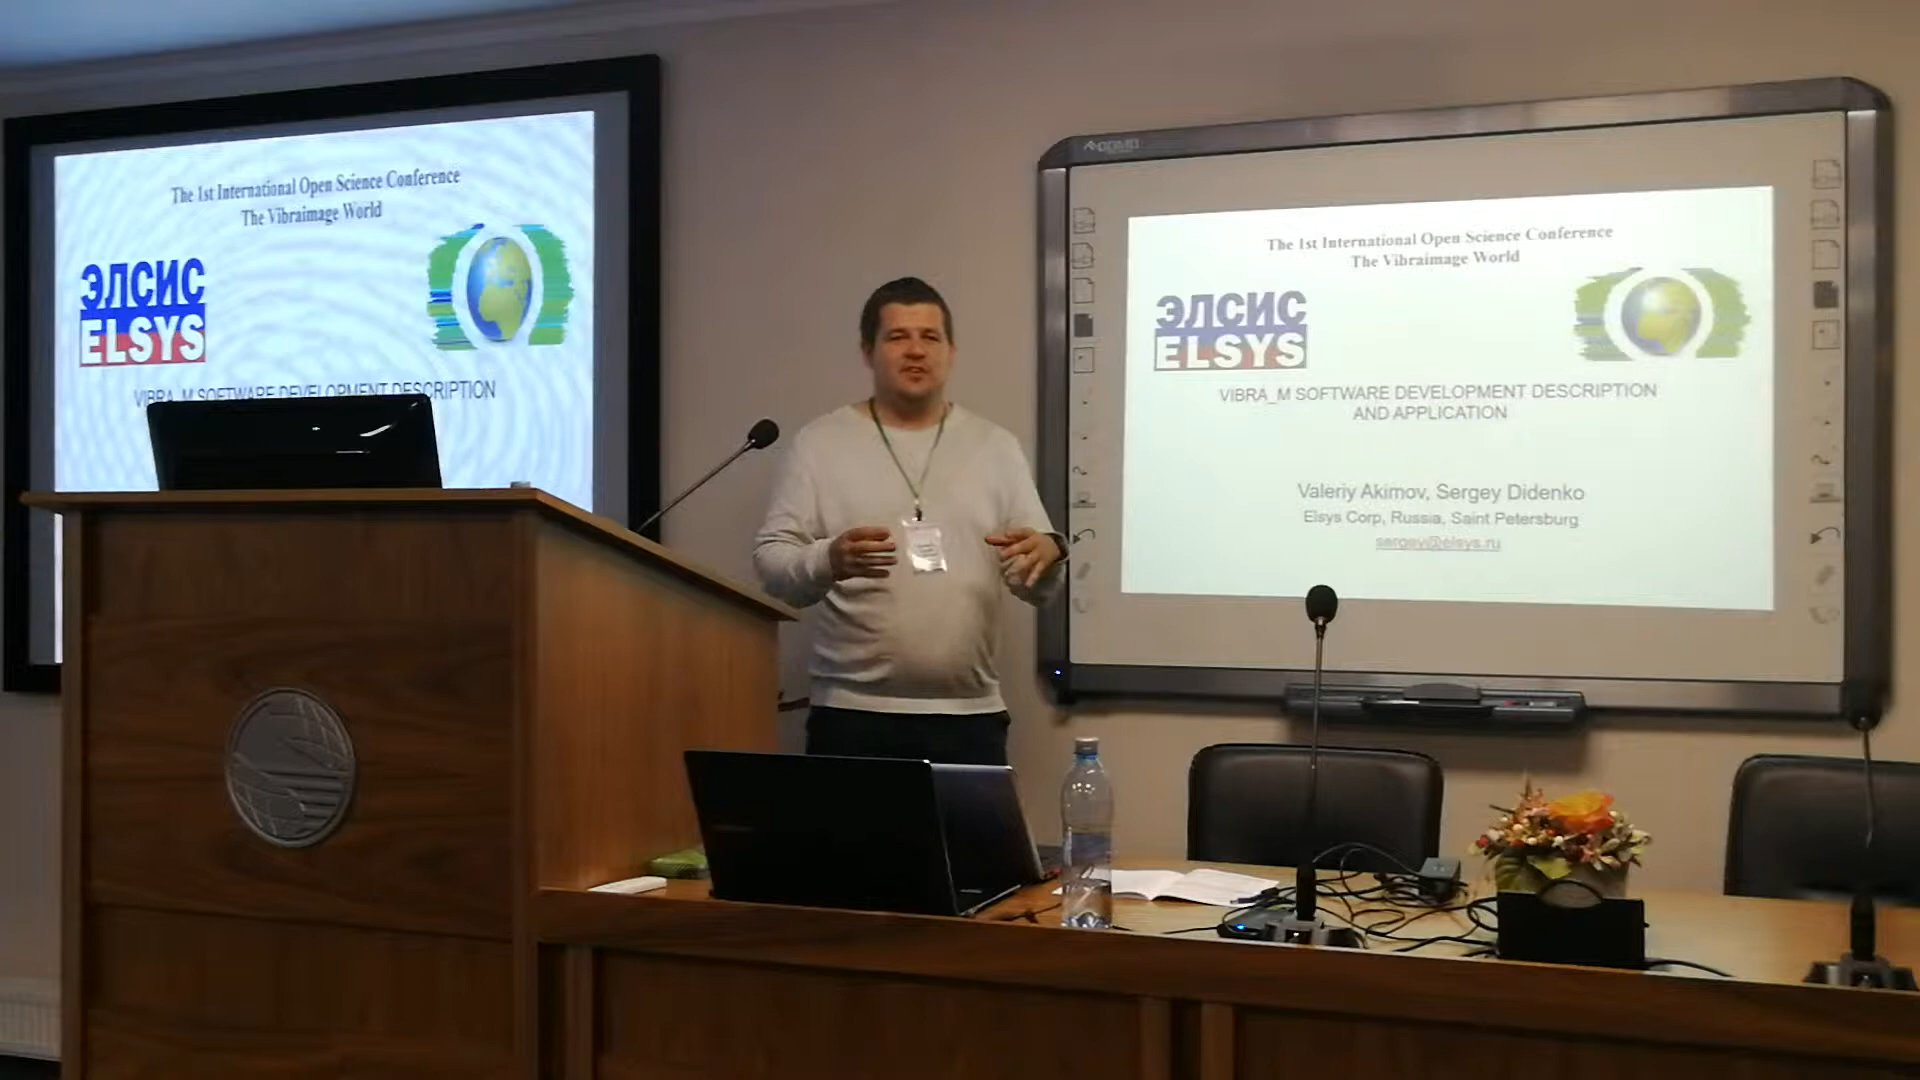 The 1st International Open Science Conference
The Vibraimage World
ЭЛСИС
ELSYS
VIBRA_M SOFTWARE DEVELOPMENT DESCRIPTION
The 1st International Open Science Conference
The Vibraimage World
ЭЛСИС
ELSYS
VIBRA_M SOFTWARE DEVELOPMENT DESCRIPTION
AND APPLICATION
Valeriy Akimov, Sergey Didenko
Elsys Corp, Russia, Saint Petersburg
sergey@elsys.ru